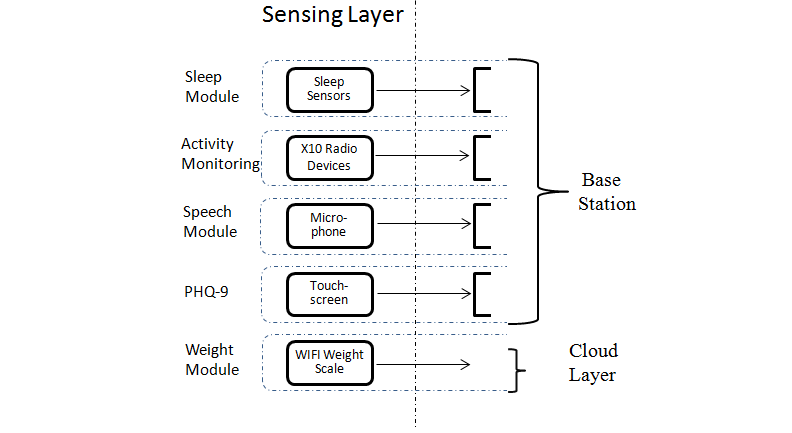 Sensing Layer
Sleep
Module
Sleep
Sensors
Activity
Monitoring
X10 Radio
Devices
Base
Station
Speech
Module
Micro-
phone
PHQ-9
Touch-
screen
Weight
Module
WIFI Weight
Scale
Cloud
Layer